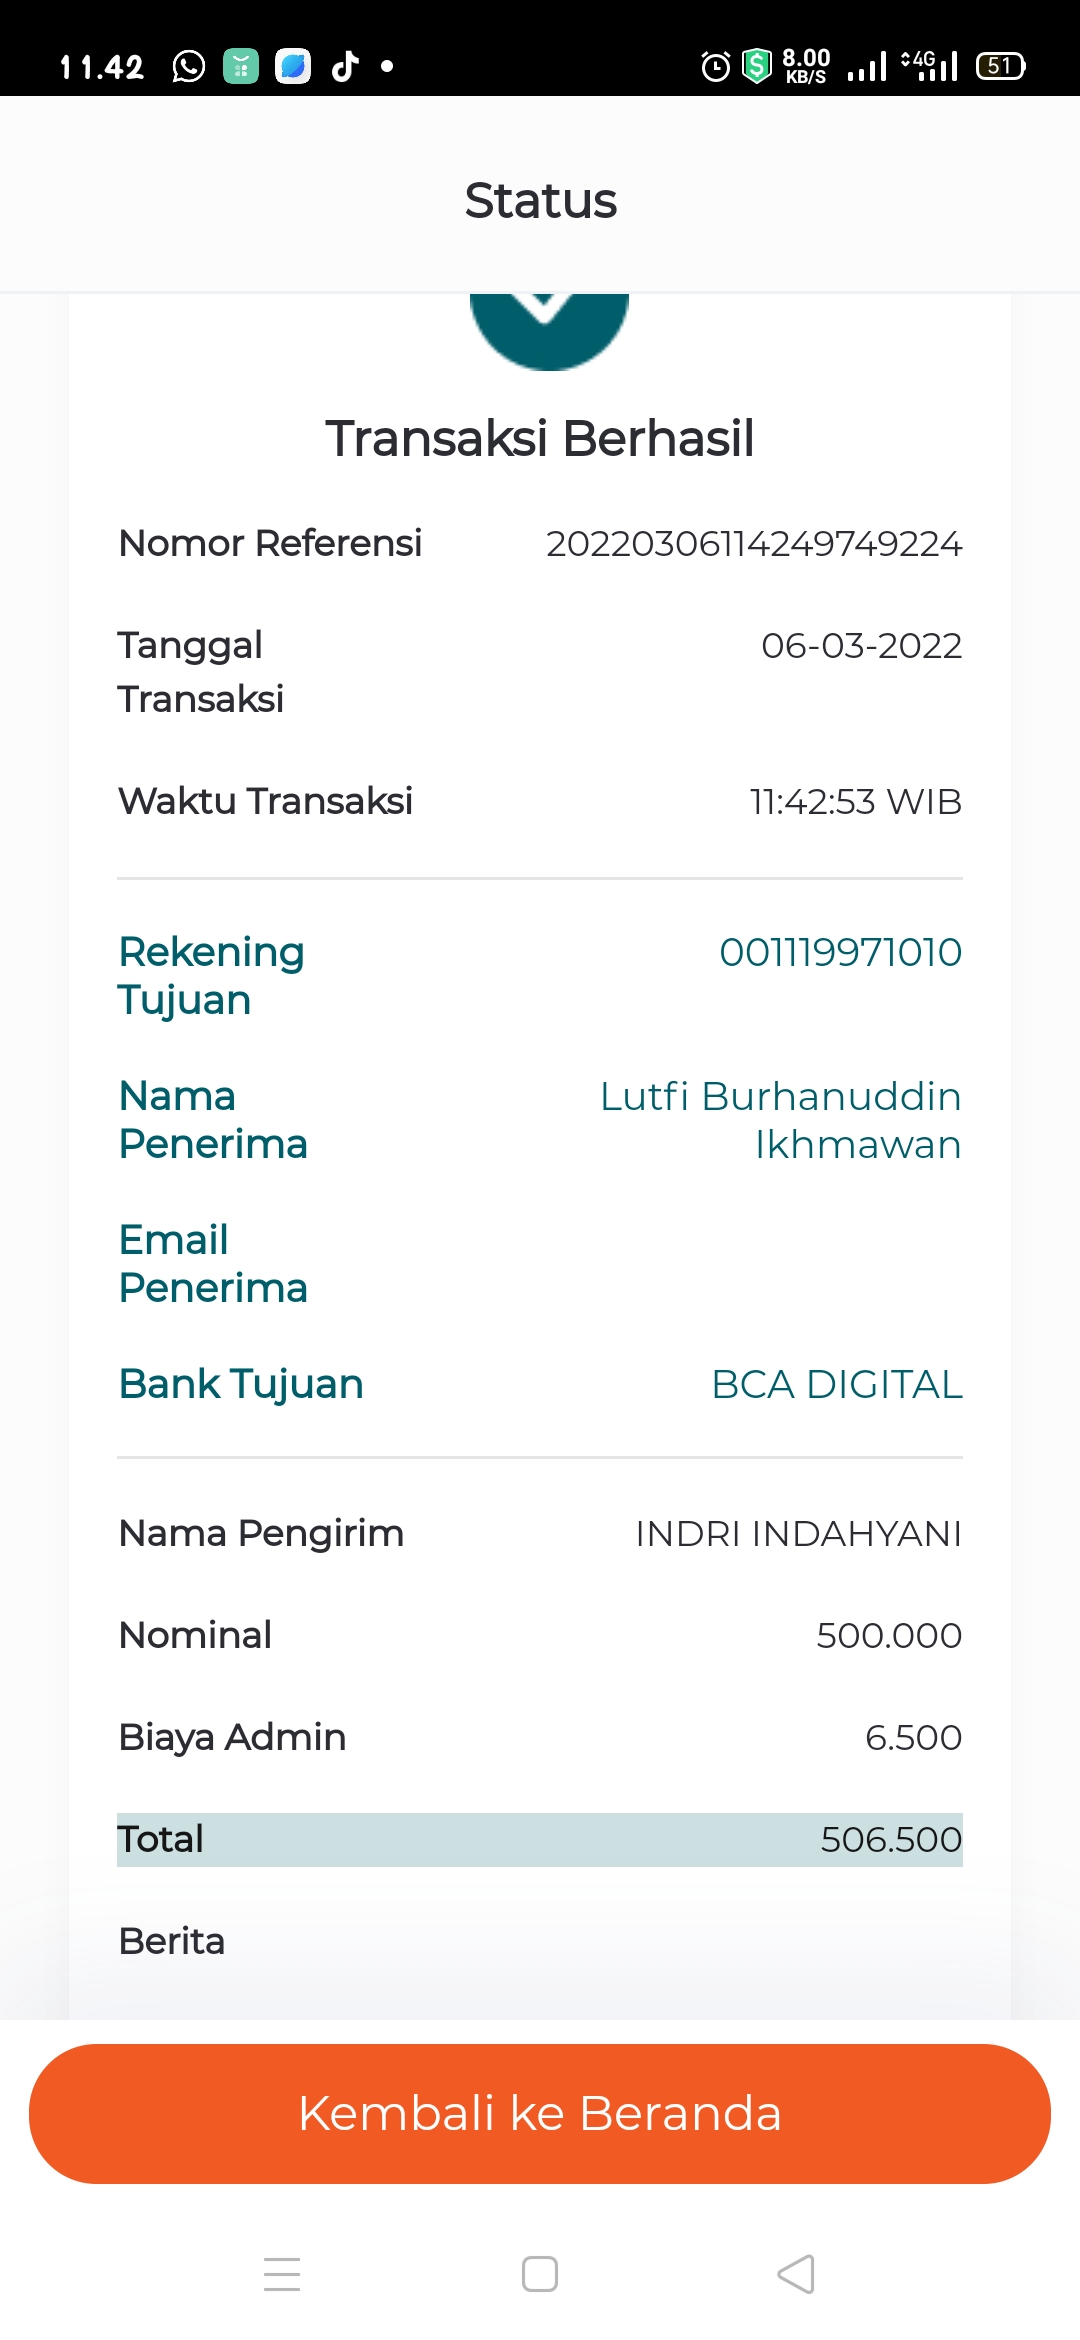 11.42
8.00
KB/S
4G
51
Status
Transaksi Berhasil
Nomor Referensi 20220306114249749224
Tanggal
Transaksi 06-03-2022
Waktu Transaksi 11:42:53 WIB
Rekening
Tujuan 001119971010
Nama
Penerima Lutfi Burhanuddin
Ikhmawan
Email
Penerima
Bank Tujuan BCA DIGITAL
Nama Pengirim INDRI INDAHYANI
Nominal 500.000
Biaya Admin 6.500
Total 506.500
Berita
Kembali ke Beranda